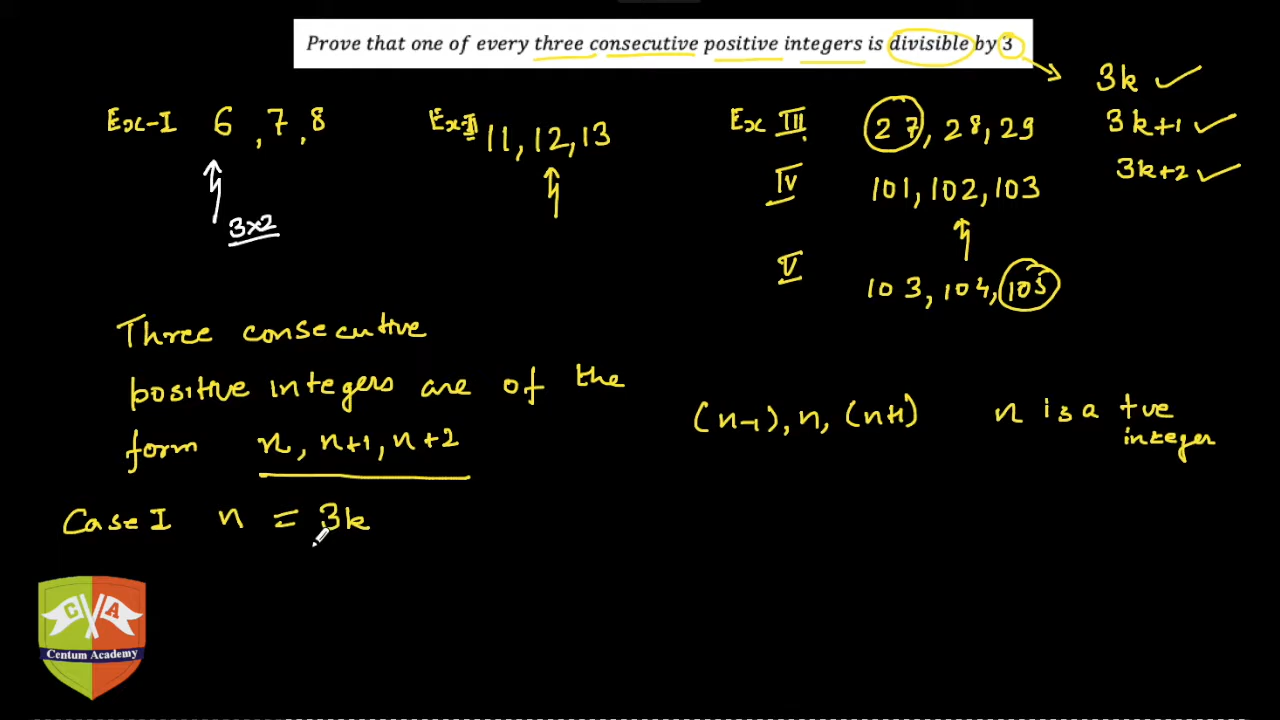 Prove that one of every three consecutive positive integers is divisible by 3
3k
3k+1
3k+2
Ex-I 6, 7, 8
3x2
Ex-II 11, 12, 13
Ex III 27, 28, 29
IV 101, 102, 103
V 103, 104, 105
Three consecutive
positive integers are of the
form n, n+1, n+2
(n-1), n, (n+1) n is a +ve
integer
Case I n = 3k
C A
Centum Academy